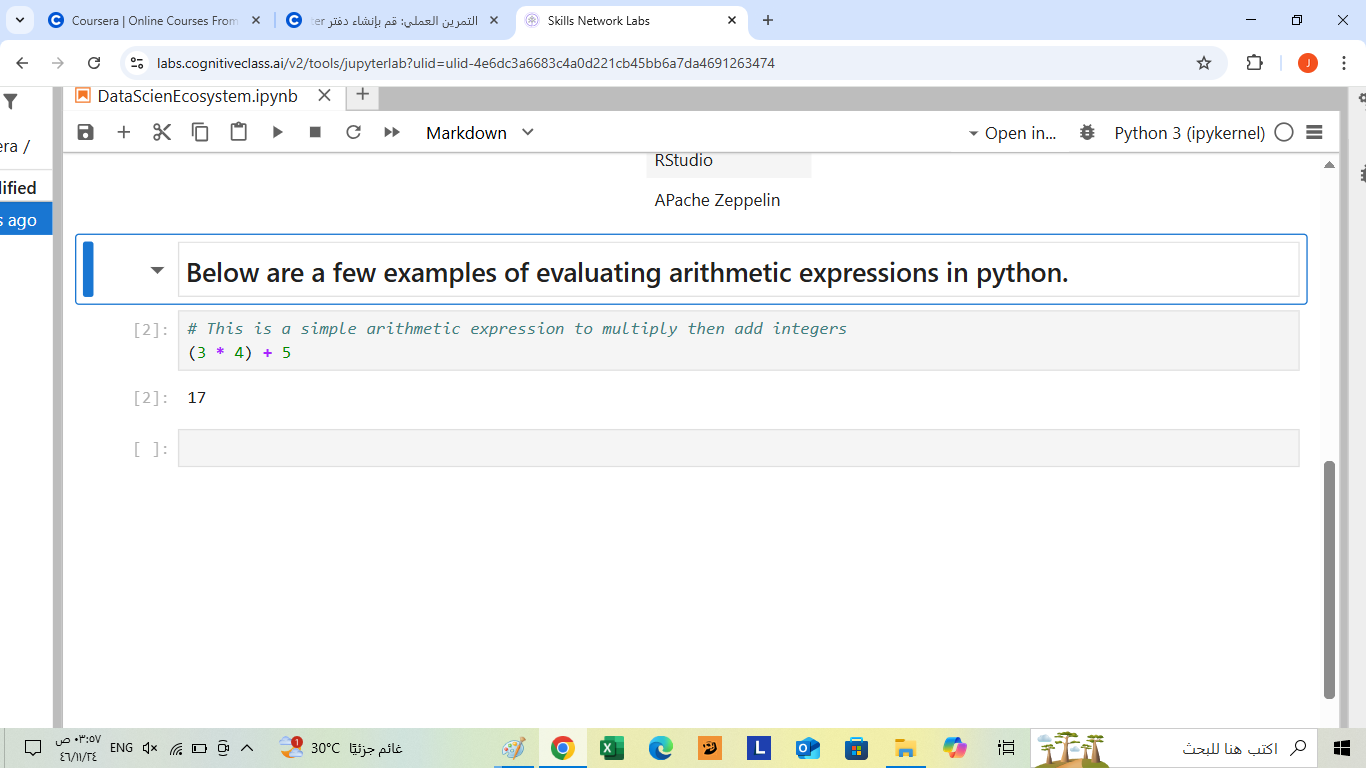 Coursera | Online Courses From
التمرين العملي: قم بإنشاء دفتر ter
Skills Network Labs
labs.cognitiveclass.ai/v2/tools/jupyterlab?ulid=ulid-4e6dc3a6683c4a0d221cb45bb6a7da4691263474
J
DataScienEcosystem.ipynb
Markdown
Open in...
Python 3 (ipykernel)
era /
lified
s ago
RStudio
APache Zeppelin
Below are a few examples of evaluating arithmetic expressions in python.
[2]:
# This is a simple arithmetic expression to multiply then add integers
(3 * 4) + 5
[2]:
17
[ ]:
٠٣:٥٧ ص
٤٦/١١/٢٤
ENG
1
30°C
غائم جزئيًا
L
اكتب هنا للبحث